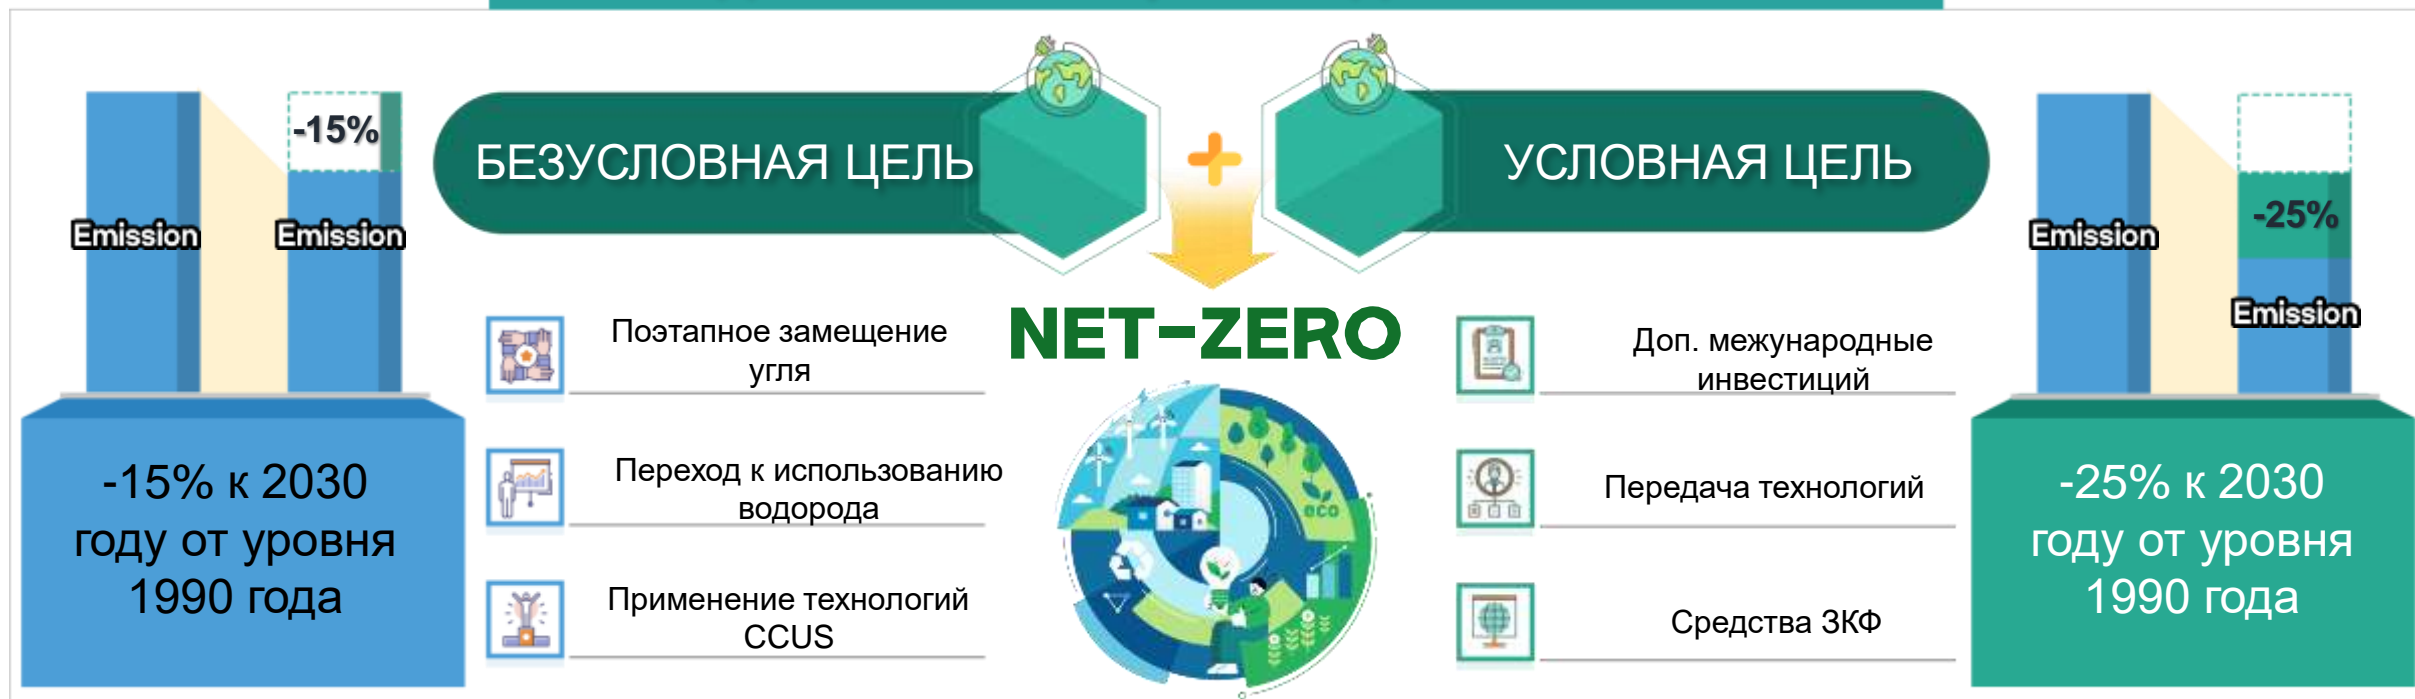 -15%
Emission
Emission
-15% к 2030
году от уровня
1990 года
БЕЗУСЛОВНАЯ ЦЕЛЬ
Поэтапное замещение
угля
Переход к использованию
водорода
Применение технологий
CCUS
+
NET-ZERO
eco
УСЛОВНАЯ ЦЕЛЬ
Доп. межународные
инвестиций
Передача технологий
Средства ЗКФ
Emission
-25%
Emission
-25% к 2030
году от уровня
1990 года